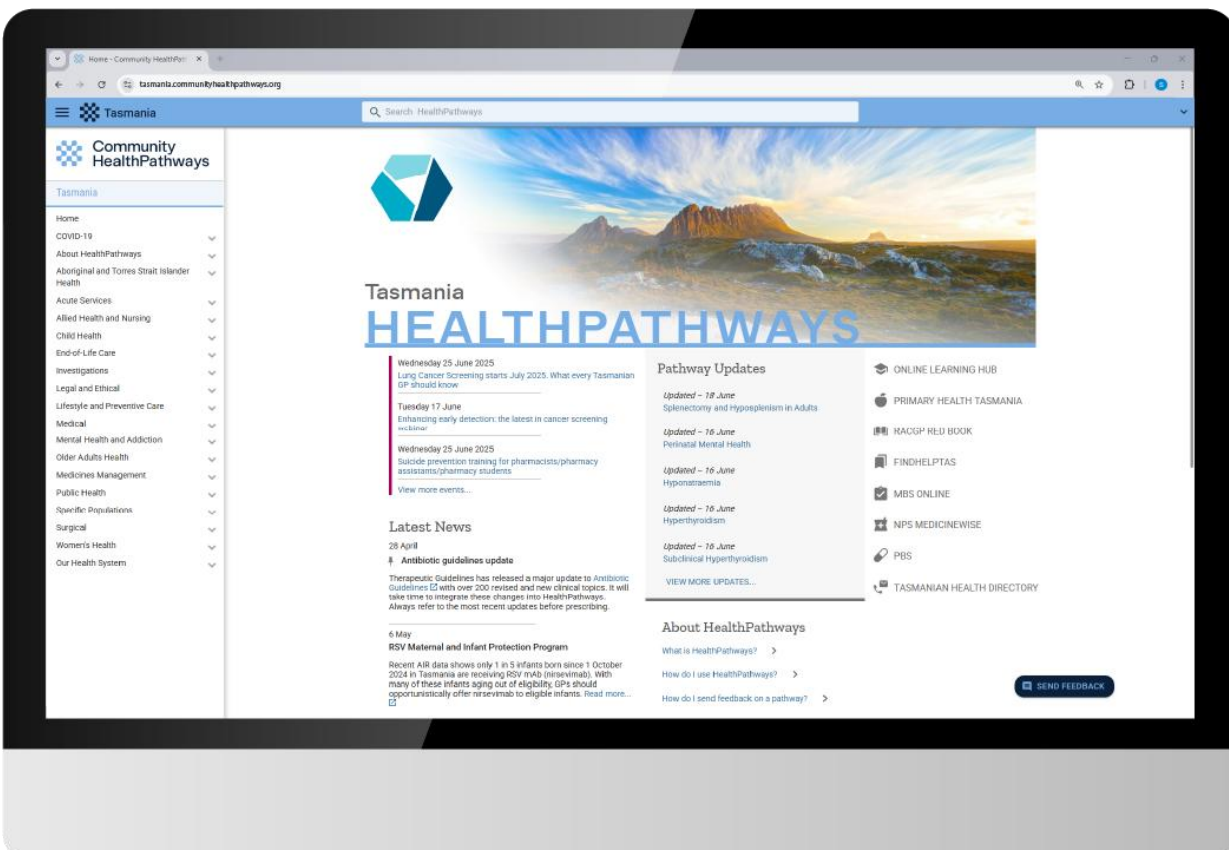 Home - Community HealthPat
tasmania.communityhealthpathways.org
Tasmania
Search HealthPathways
Community
HealthPathways
Tasmania
Home
COVID-19
About HealthPathways
Aboriginal and Torres Strait Islander
Health
Acute Services
Allied Health and Nursing
Child Health
End-of-Life Care
Investigations
Legal and Ethical
Lifestyle and Preventive Care
Medical
Mental Health and Addiction
Older Adults Health
Medicines Management
Public Health
Specific Populations
Surgical
Women's Health
Our Health System
Tasmania
HEALTHPATHWAYS
Wednesday 25 June 2025
Lung Cancer Screening starts July 2025. What every Tasmanian
GP should know
Tuesday 17 June
Enhancing early detection: the latest in cancer screening
webinar
Wednesday 25 June 2025
Suicide prevention training for pharmacists/pharmacy
assistants/pharmacy students
View more events...
Latest News
28 April
Antibiotic guidelines update
Therapeutic Guidelines has released a major update to Antibiotic
Guidelines with over 200 revised and new clinical topics. It will
take time to integrate these changes into HealthPathways.
Always refer to the most recent updates before prescribing.
6 May
RSV Maternal and Infant Protection Program
Recent AIR data shows only 1 in 5 infants born since 1 October
2024 in Tasmania are receiving RSV mAb (nirsevimab). With
many of these infants aging out of eligibility, GPs should
opportunistically offer nirsevimab to eligible infants. Read more...
Pathway Updates
Updated – 18 June
Splenectomy and Hyposplenism in Adults
Updated – 16 June
Perinatal Mental Health
Updated – 16 June
Hyponatraemia
Updated – 16 June
Hyperthyroidism
Updated – 16 June
Subclinical Hyperthyroidism
VIEW MORE UPDATES...
About HealthPathways
What is HealthPathways?
How do I use HealthPathways?
How do I send feedback on a pathway?
ONLINE LEARNING HUB
PRIMARY HEALTH TASMANIA
RACGP RED BOOK
FINDHELPTAS
MBS ONLINE
NPS MEDICINEWISE
PBS
TASMANIAN HEALTH DIRECTORY
SEND FEEDBACK